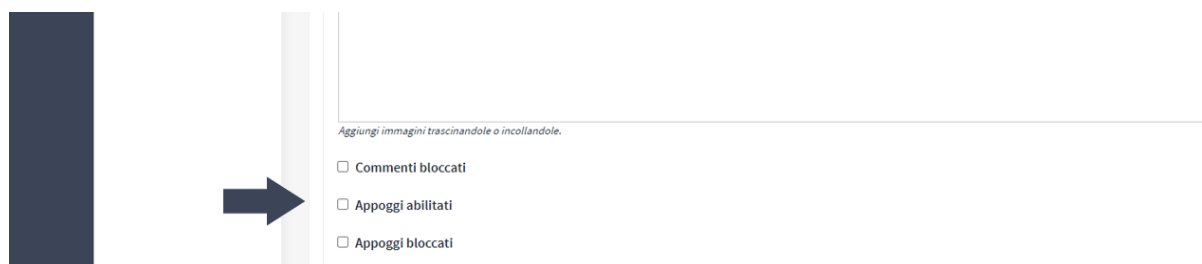 Aggiungi immagini trascinandole o incollandole.
Commenti bloccati
Appoggi abilitati
Appoggi bloccati